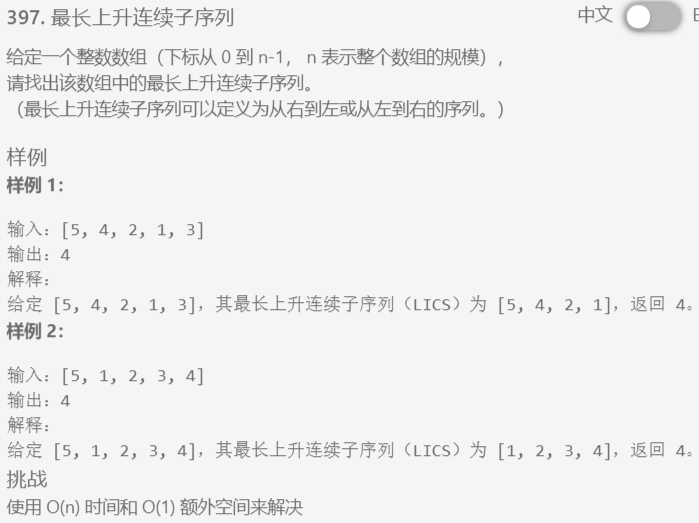 397. 最长上升连续子序列
中文
给定一个整数数组（下标从 0 到 n-1， n 表示整个数组的规模），
请找出该数组中的最长上升连续子序列。
（最长上升连续子序列可以定义为从右到左或从左到右的序列。）
样例
样例 1：
输入：[5, 4, 2, 1, 3]
输出：4
解释：
给定 [5, 4, 2, 1, 3]，其最长上升连续子序列（LICS）为 [5, 4, 2, 1]，返回 4。
样例 2：
输入：[5, 1, 2, 3, 4]
输出：4
解释：
给定 [5, 1, 2, 3, 4]，其最长上升连续子序列（LICS）为 [1, 2, 3, 4]，返回 4。
挑战
使用 O(n) 时间和 O(1) 额外空间来解决